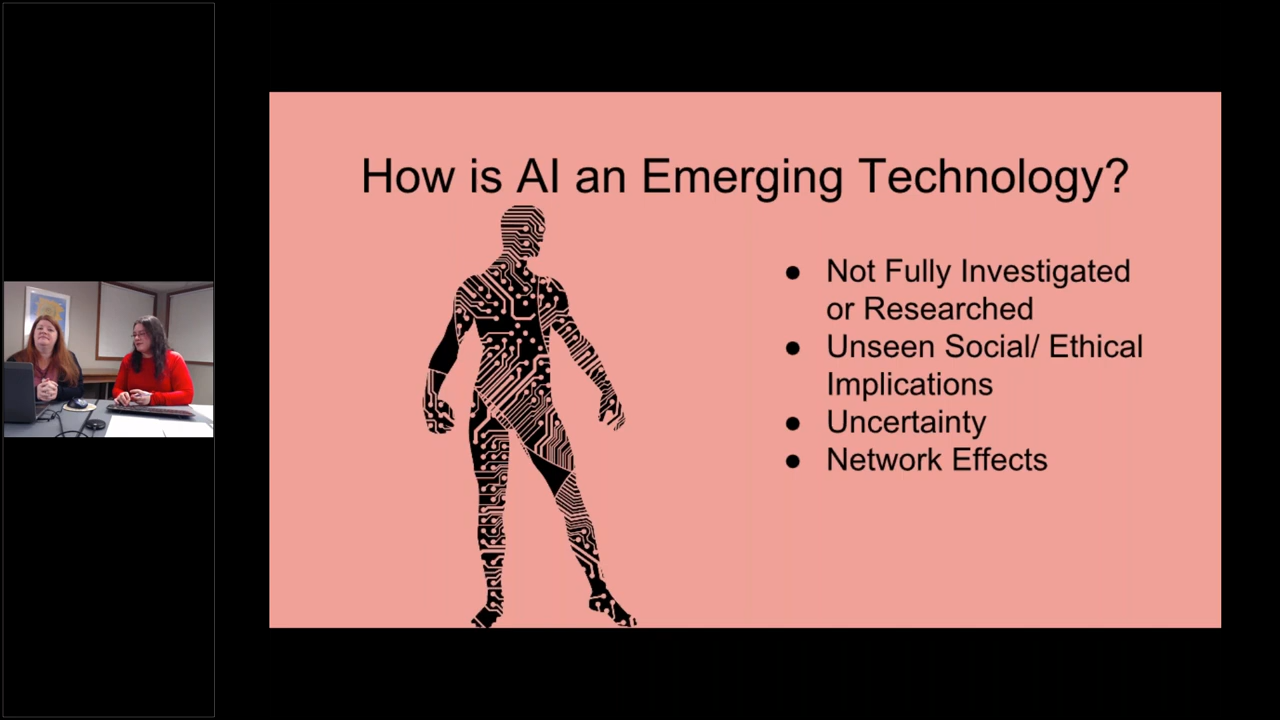 How is AI an Emerging Technology?
● Not Fully Investigated
or Researched
● Unseen Social/ Ethical
Implications
● Uncertainty
● Network Effects